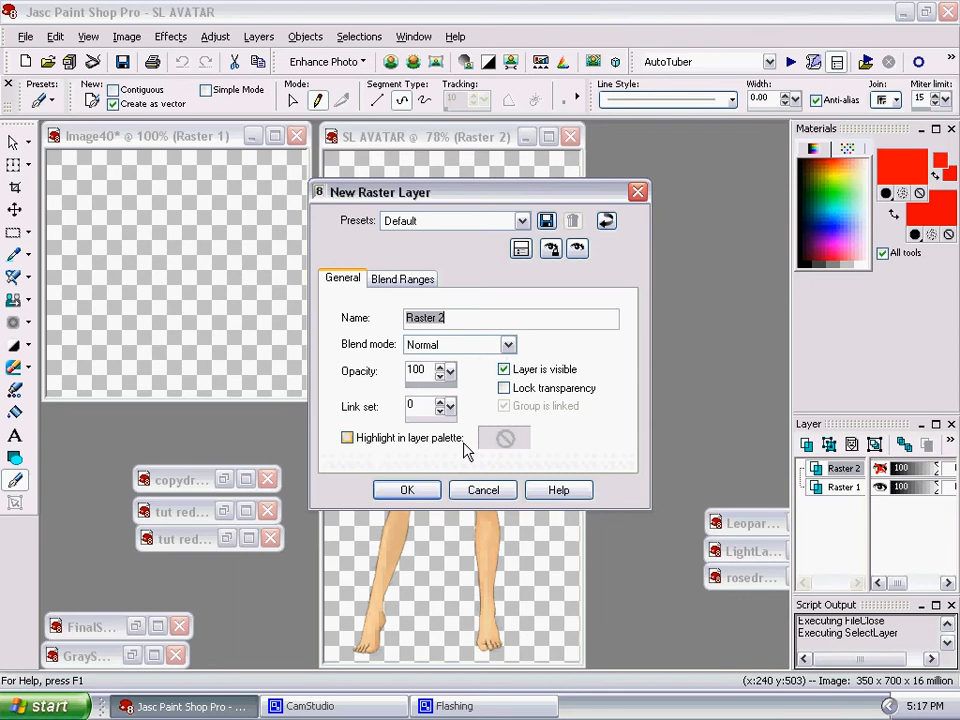 Jasc Paint Shop Pro - SL AVATAR
File Edit View Image Effects Adjust Layers Objects Selections Window Help
Enhance Photo AutoTuber
Presets: New: Contiguous Create as vector Simple Mode Mode: Segment Type: Tracking: 10 Line Style: Width: 0.00 Anti-alias Join: Miter limit: 15
Image40* @ 100% (Raster 1)
SL AVATAR @ 78% (Raster 2)
Materials
All tools
New Raster Layer
Presets: Default
General Blend Ranges
Name: Raster 2
Blend mode: Normal
Opacity: 100
Layer is visible
Lock transparency
Link set: 0
Group is linked
Highlight in layer palette:
OK Cancel Help
Layer
Raster 2 100
Raster 1 100
copydr...
tut red...
tut red...
FinalS...
GrayS...
Leopar...
LightLa...
rosedr...
Script Output
Executing FileClose
Executing SelectLayer
For Help, press F1
(x:240 y:503) -- Image: 350 x 700 x 16 million
start
Jasc Paint Shop Pro - ...
CamStudio
Flashing
5:17 PM